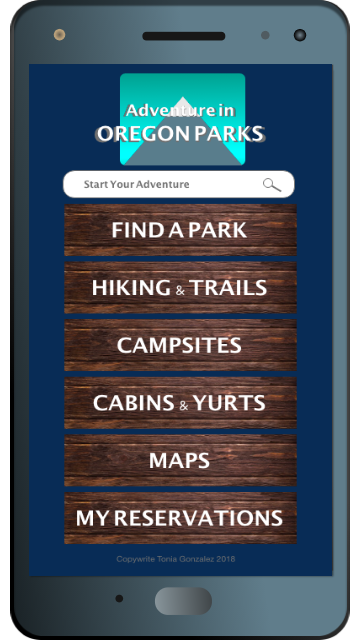 Adventure in
OREGON PARKS
Start Your Adventure
FIND A PARK
HIKING & TRAILS
CAMPSITES
CABINS & YURTS
MAPS
MY RESERVATIONS
Copywrite Tonia Gonzalez 2016